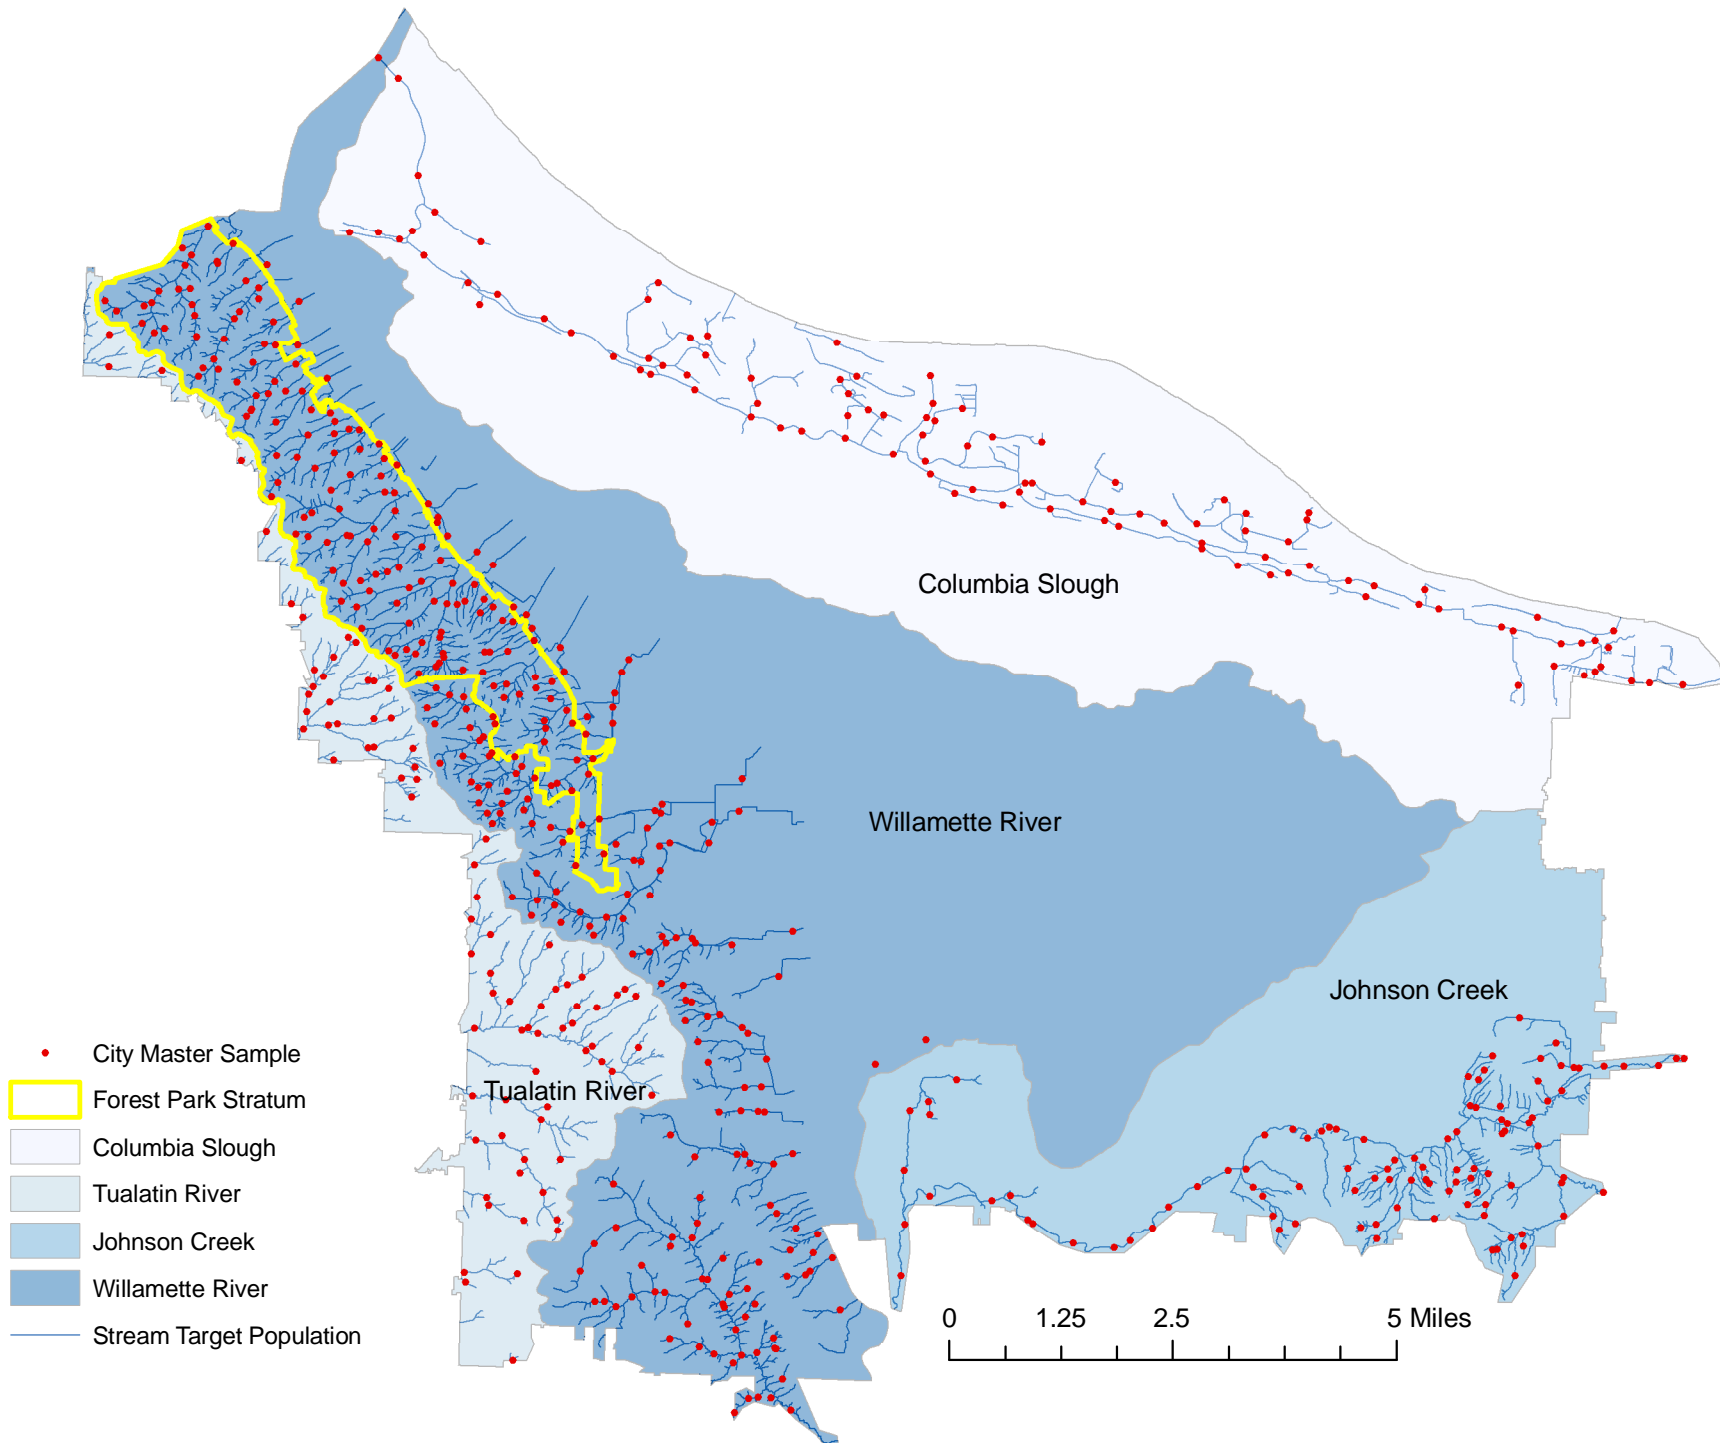 Columbia Slough
Willamette River
Johnson Creek
Tualatin River
City Master Sample
Forest Park Stratum
Columbia Slough
Tualatin River
Johnson Creek
Willamette River
Stream Target Population
0 1.25 2.5 5 Miles